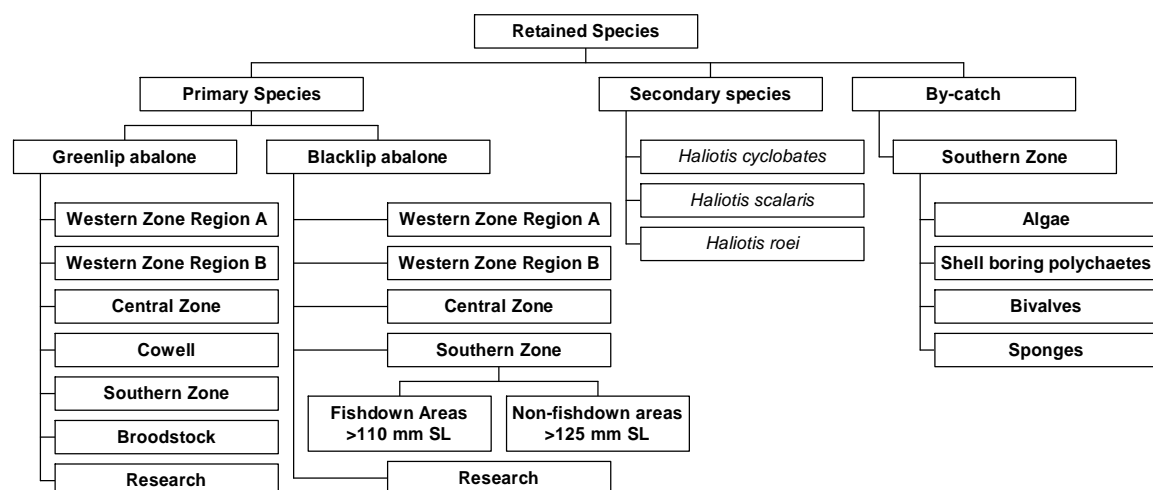 Retained Species
Primary Species
Secondary species
By-catch
Greenlip abalone
Blacklip abalone
Haliotis cyclobates
Southern Zone
Western Zone Region A
Western Zone Region A
Haliotis scalaris
Algae
Western Zone Region B
Western Zone Region B
Haliotis roei
Shell boring polychaetes
Central Zone
Central Zone
Bivalves
Cowell
Southern Zone
Sponges
Southern Zone
Fishdown Areas
>110 mm SL
Non-fishdown areas
>125 mm SL
Broodstock
Research
Research